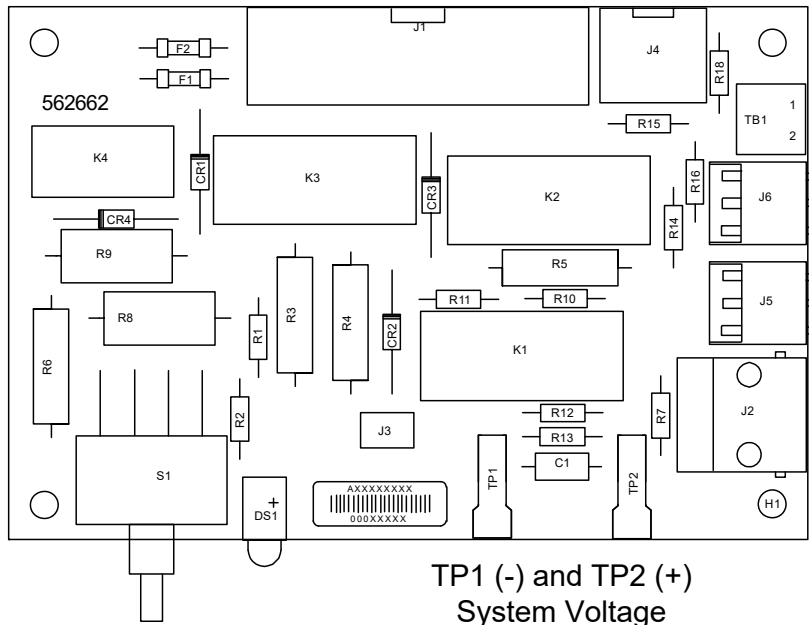 J1
F2
J4
F1
R18
562662
TB1
1
2
R15
K4
CR1
K3
CR3
K2
R16
J6
CR4
R14
R9
R5
R11
R10
J5
R8
R3
R4
R1
CR2
K1
R6
R2
J3
R12
R7
J2
R13
S1
C1
TP1
TP2
AXXXXXXXX
000XXXXX
+
DS1
H1
TP1 (-) and TP2 (+)
System Voltage